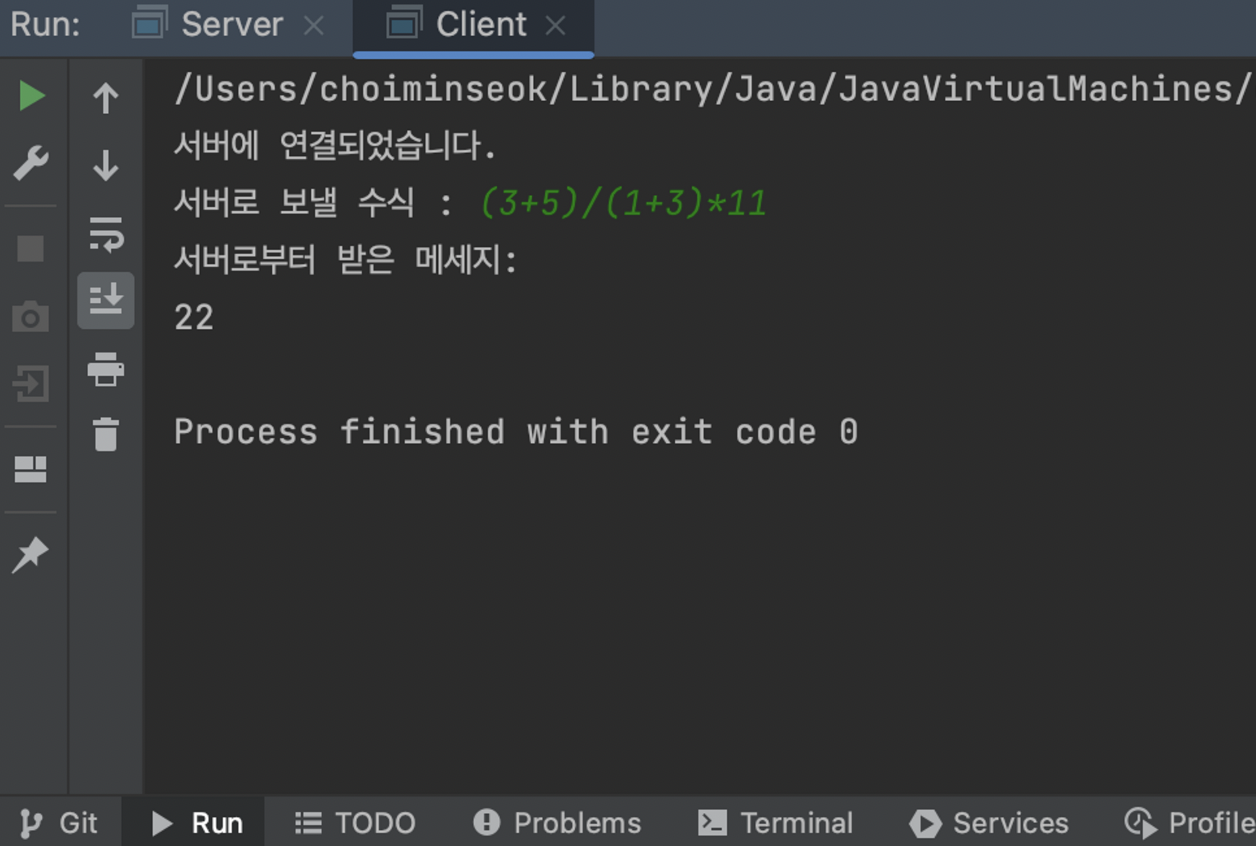 Run: Server Client
/Users/choiminseok/Library/Java/JavaVirtualMachines/
서버에 연결되었습니다.
서버로 보낼 수식 : (3+5)/(1+3)*11
서버로부터 받은 메세지:
22
Process finished with exit code 0
Git Run TODO Problems Terminal Services Profile